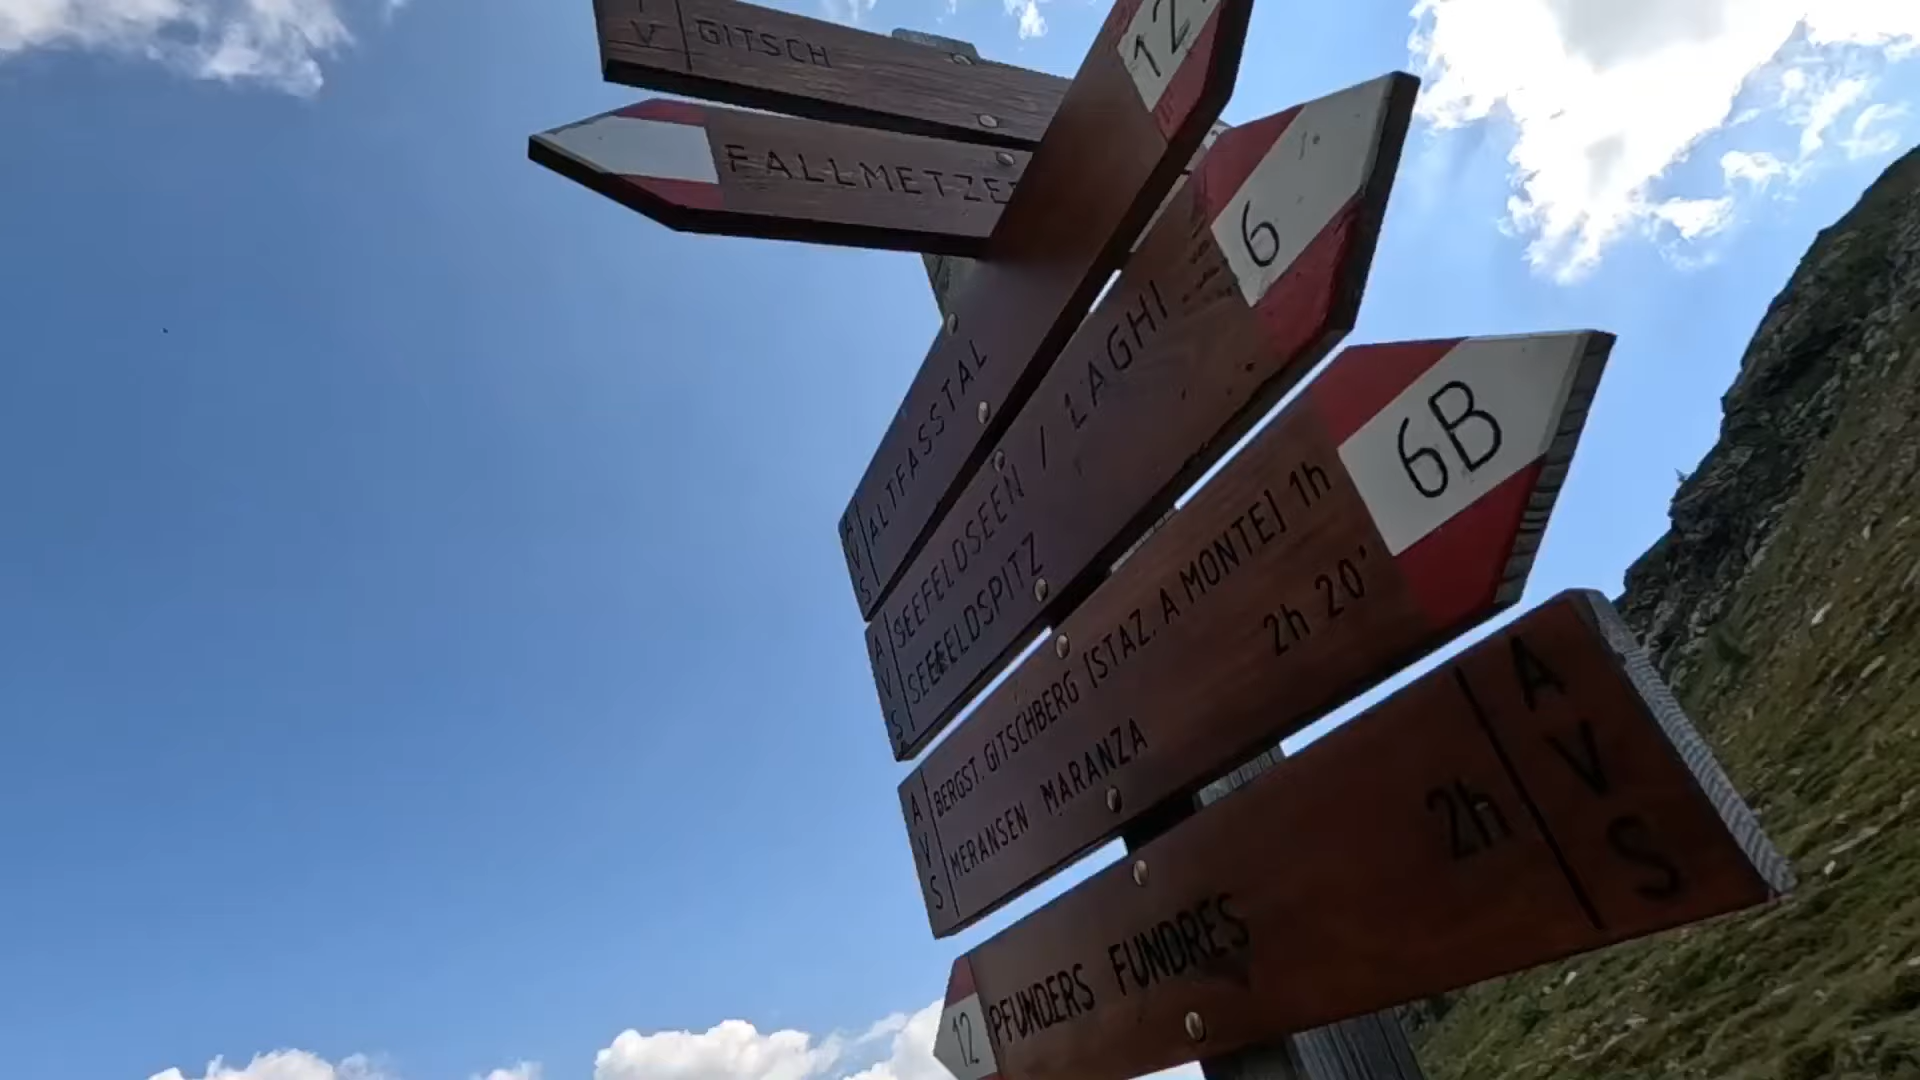 V GITSCH
FALLMETZE
12
ALTFASSTAL
AVS
6
SEEFELDSEEN / LAGHI
SEEFELDSPITZ
AVS
6B
BERGST. GITSCHBERG [STAZ. A MONTE] 1h
MERANSEN MARANZA 2h 20'
AVS
12 PFUNDERS FUNDRES 2h AVS